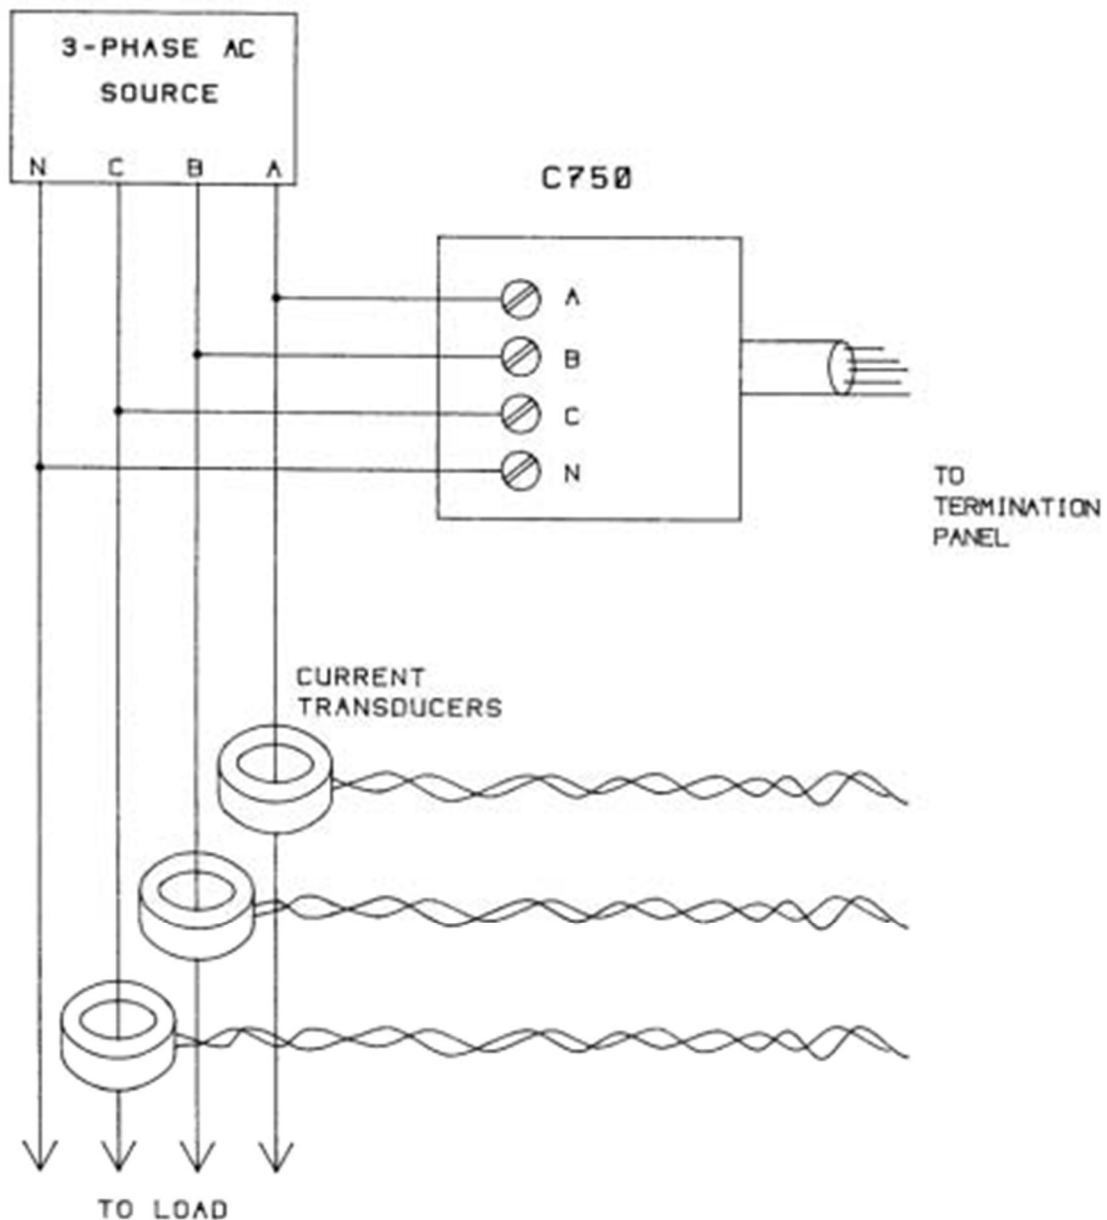 3-PHASE AC
SOURCE
N C B A
C750
A
B
C
N
TO
TERMINATION
PANEL
CURRENT
TRANSDUCERS
TO LOAD